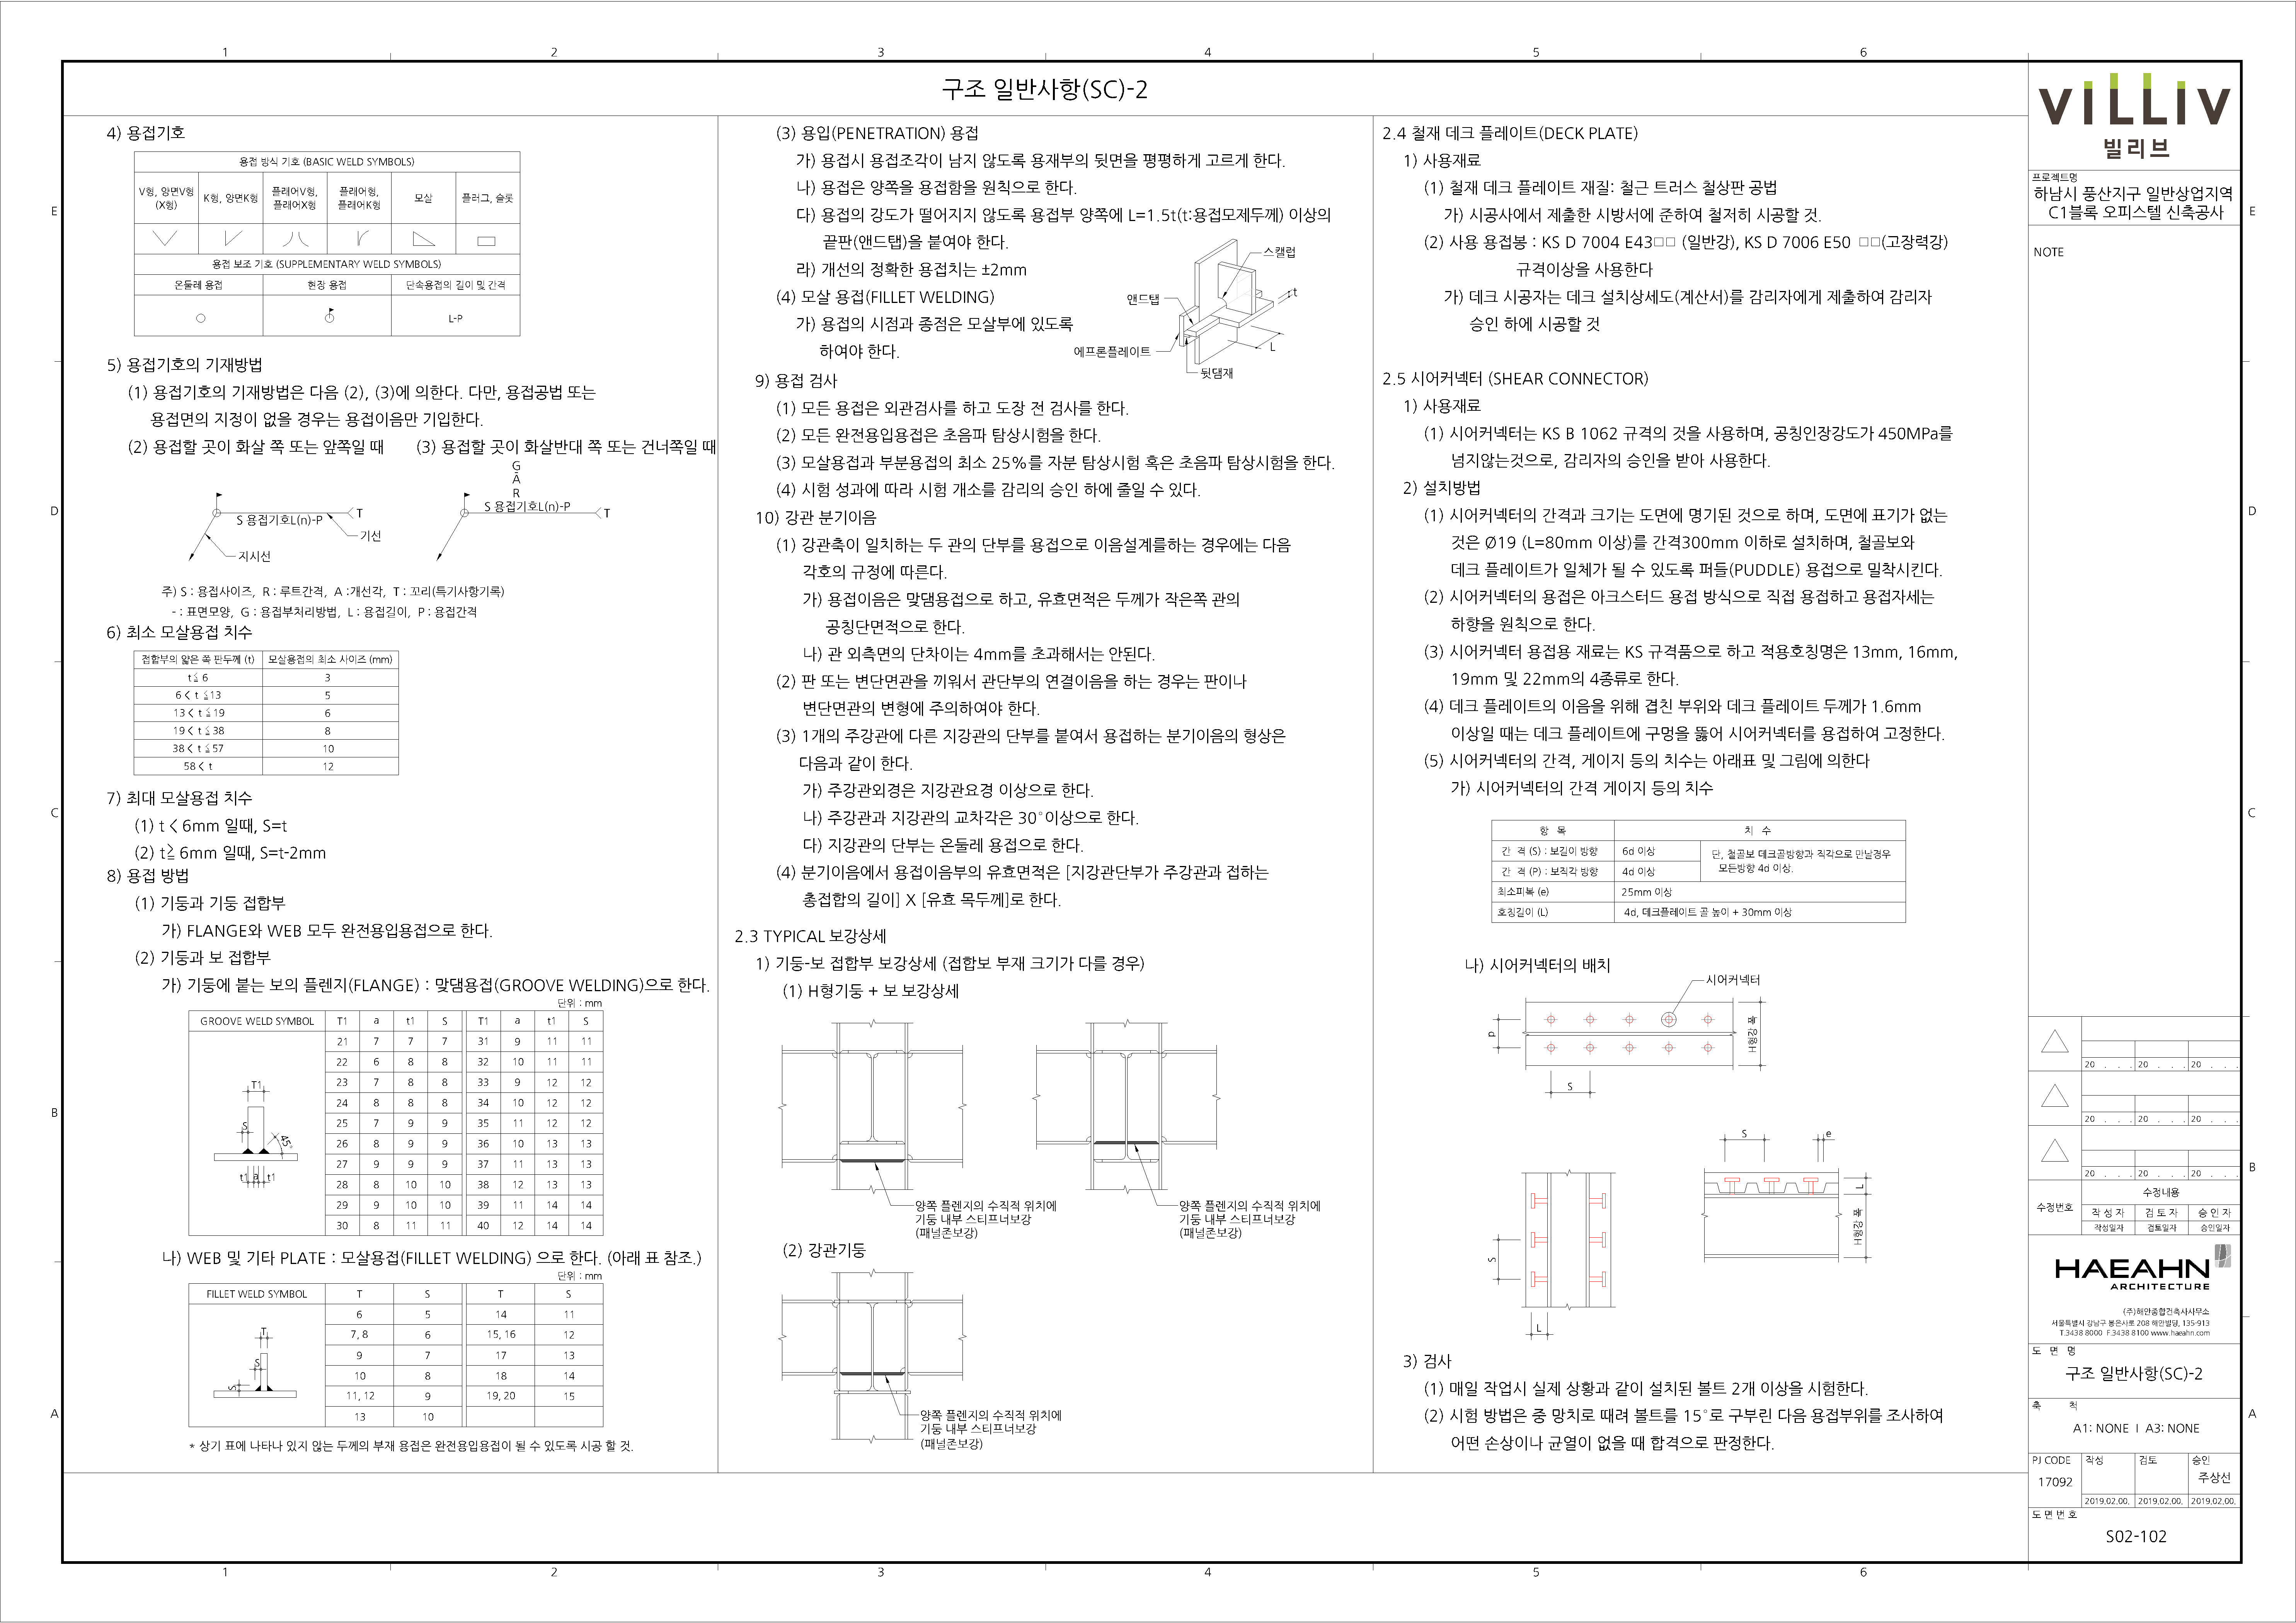 구조 일반사항(SC)-2
4) 용접기호
용접 방식 기호 (BASIC WELD SYMBOLS)
V형, 양면V형 (X형) K형, 양면K형 플래어V형, 플래어X형 플래어형, 플래어K형 모살 플러그, 슬롯
용접 보조 기호 (SUPPLEMENTARY WELD SYMBOLS)
온둘레 용접 현장 용접 단속용접의 길이 및 간격
L-P
5) 용접기호의 기재방법
(1) 용접기호의 기재방법은 다음 (2), (3)에 의한다. 다만, 용접공법 또는
용접면의 지정이 없을 경우는 용접이음만 기입한다.
(2) 용접할 곳이 화살 쪽 또는 앞쪽일 때 (3) 용접할 곳이 화살반대 쪽 또는 건너쪽일 때
G
-
A
R
S 용접기호L(n)-P T
기선
지시선
S 용접기호L(n)-P T
주) S : 용접사이즈, R : 루트간격, A :개선각, T : 꼬리(특기사항기록)
- : 표면모양, G : 용접부처리방법, L : 용접길이, P : 용접간격
6) 최소 모살용접 치수
접합부의 얇은 쪽 판두께 (t) 모살용접의 최소 사이즈 (mm)
t≦6 3
6 < t ≦13 5
13 < t ≦19 6
19 < t ≦38 8
38 < t ≦57 10
58 < t 12
7) 최대 모살용접 치수
(1) t < 6mm 일때, S=t
(2) t≧ 6mm 일때, S=t-2mm
8) 용접 방법
(1) 기둥과 기둥 접합부
가) FLANGE와 WEB 모두 완전용입용접으로 한다.
(2) 기둥과 보 접합부
가) 기둥에 붙는 보의 플렌지(FLANGE) : 맞댐용접(GROOVE WELDING)으로 한다.
단위 : mm
GROOVE WELD SYMBOL T1 a t1 S T1 a t1 S
21 7 7 7 31 9 11 11
22 6 8 8 32 10 11 11
23 7 8 8 33 9 12 12
24 8 8 8 34 10 12 12
25 7 9 9 35 11 12 12
26 8 9 9 36 10 13 13
27 9 9 9 37 11 13 13
28 8 10 10 38 12 13 13
29 9 10 10 39 11 14 14
30 8 11 11 40 12 14 14
T1
S
45°
t1 a t1
나) WEB 및 기타 PLATE : 모살용접(FILLET WELDING) 으로 한다. (아래 표 참조.)
단위 : mm
FILLET WELD SYMBOL T S T S
6 5 14 11
7, 8 6 15, 16 12
9 7 17 13
10 8 18 14
11, 12 9 19, 20 15
13 10
T
S
S
* 상기 표에 나타나 있지 않는 두께의 부재 용접은 완전용입용접이 될 수 있도록 시공 할 것.
(3) 용입(PENETRATION) 용접
가) 용접시 용접조각이 남지 않도록 용재부의 뒷면을 평평하게 고르게 한다.
나) 용접은 양쪽을 용접함을 원칙으로 한다.
다) 용접의 강도가 떨어지지 않도록 용접부 양쪽에 L=1.5t(t:용접모제두께) 이상의
끝판(앤드탭)을 붙여야 한다.
라) 개선의 정확한 용접치는 ±2mm
(4) 모살 용접(FILLET WELDING)
가) 용접의 시점과 종점은 모살부에 있도록
하여야 한다.
스캘럽
앤드탭
t
에프론플레이트
L
뒷댐재
9) 용접 검사
(1) 모든 용접은 외관검사를 하고 도장 전 검사를 한다.
(2) 모든 완전용입용접은 초음파 탐상시험을 한다.
(3) 모살용접과 부분용접의 최소 25%를 자분 탐상시험 혹은 초음파 탐상시험을 한다.
(4) 시험 성과에 따라 시험 개소를 감리의 승인 하에 줄일 수 있다.
10) 강관 분기이음
(1) 강관축이 일치하는 두 관의 단부를 용접으로 이음설계를하는 경우에는 다음
각호의 규정에 따른다.
가) 용접이음은 맞댐용접으로 하고, 유효면적은 두께가 작은쪽 관의
공칭단면적으로 한다.
나) 관 외측면의 단차이는 4mm를 초과해서는 안된다.
(2) 판 또는 변단면관을 끼워서 관단부의 연결이음을 하는 경우는 판이나
변단면관의 변형에 주의하여야 한다.
(3) 1개의 주강관에 다른 지강관의 단부를 붙여서 용접하는 분기이음의 형상은
다음과 같이 한다.
가) 주강관외경은 지강관요경 이상으로 한다.
나) 주강관과 지강관의 교차각은 30°이상으로 한다.
다) 지강관의 단부는 온둘레 용접으로 한다.
(4) 분기이음에서 용접이음부의 유효면적은 [지강관단부가 주강관과 접하는
총접합의 길이] X [유효 목두께]로 한다.
2.3 TYPICAL 보강상세
1) 기둥-보 접합부 보강상세 (접합보 부재 크기가 다를 경우)
(1) H형기둥 + 보 보강상세
양쪽 플렌지의 수직적 위치에
기둥 내부 스티프너보강
(패널존보강)
양쪽 플렌지의 수직적 위치에
기둥 내부 스티프너보강
(패널존보강)
(2) 강관기둥
양쪽 플렌지의 수직적 위치에
기둥 내부 스티프너보강
(패널존보강)
2.4 철재 데크 플레이트(DECK PLATE)
1) 사용재료
(1) 철재 데크 플레이트 재질: 철근 트러스 철상판 공법
가) 시공사에서 제출한 시방서에 준하여 철저히 시공할 것.
(2) 사용 용접봉 : KS D 7004 E43□□ (일반강), KS D 7006 E50 □□(고장력강)
규격이상을 사용한다
가) 데크 시공자는 데크 설치상세도(계산서)를 감리자에게 제출하여 감리자
승인 하에 시공할 것
2.5 시어커넥터 (SHEAR CONNECTOR)
1) 사용재료
(1) 시어커넥터는 KS B 1062 규격의 것을 사용하며, 공칭인장강도가 450MPa를
넘지않는것으로, 감리자의 승인을 받아 사용한다.
2) 설치방법
(1) 시어커넥터의 간격과 크기는 도면에 명기된 것으로 하며, 도면에 표기가 없는
것은 Ø19 (L=80mm 이상)를 간격300mm 이하로 설치하며, 철골보와
데크 플레이트가 일체가 될 수 있도록 퍼들(PUDDLE) 용접으로 밀착시킨다.
(2) 시어커넥터의 용접은 아크스터드 용접 방식으로 직접 용접하고 용접자세는
하향을 원칙으로 한다.
(3) 시어커넥터 용접용 재료는 KS 규격품으로 하고 적용호칭명은 13mm, 16mm,
19mm 및 22mm의 4종류로 한다.
(4) 데크 플레이트의 이음을 위해 겹친 부위와 데크 플레이트 두께가 1.6mm
이상일 때는 데크 플레이트에 구멍을 뚫어 시어커넥터를 용접하여 고정한다.
(5) 시어커넥터의 간격, 게이지 등의 치수는 아래표 및 그림에 의한다
가) 시어커넥터의 간격 게이지 등의 치수
항 목 치 수
간 격 (S) : 보길이 방향 6d 이상 단, 철골보 데크골방향과 직각으로 만날경우
간 격 (P) : 보직각 방향 4d 이상 모든방향 4d 이상.
최소피복 (e) 25mm 이상
호칭길이 (L) 4d, 데크플레이트 골 높이 + 30mm 이상
나) 시어커넥터의 배치
시어커넥터
P
H형강 폭
S
S e
L
H형강 폭
S
L
3) 검사
(1) 매일 작업시 실제 상황과 같이 설치된 볼트 2개 이상을 시험한다.
(2) 시험 방법은 중 망치로 때려 볼트를 15°로 구부린 다음 용접부위를 조사하여
어떤 손상이나 균열이 없을 때 합격으로 판정한다.
VILLIV
빌리브
프로젝트명
하남시 풍산지구 일반상업지역
C1블록 오피스텔 신축공사
NOTE
20 . . . 20 . . . 20 . . .
20 . . . 20 . . . 20 . . .
20 . . . 20 . . . 20 . . .
수정번호 수정내용
작 성 자 검 토 자 승 인 자
작성일자 검토일자 승인일자
HAEAHN
ARCHITECTURE
(주)해안종합건축사사무소
서울특별시 강남구 봉은사로 208 해안빌딩, 135-913
T.3438 8000 F.3438 8100 www.haeahn.com
도 면 명
구조 일반사항(SC)-2
축 척
A1: NONE I A3: NONE
PJ CODE 작성 검토 승인
17092 주상선
2019.02.00. 2019.02.00. 2019.02.00.
도 면 번 호
S02-102
1 2 3 4 5 6
1 2 3 4 5 6
E
D
C
B
A
E
D
C
B
A